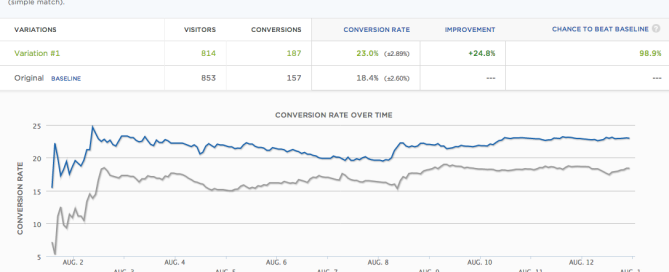 (simple match).
VARIATIONS VISITORS CONVERSIONS CONVERSION RATE IMPROVEMENT CHANCE TO BEAT BASELINE ?
Variation #1 814 187 23.0% (±2.89%) +24.8% 98.9%
Original BASELINE 853 157 18.4% (±2.60%) --- ---
CONVERSION RATE OVER TIME
CONVERSION RATE
25
20
15
10
5
AUG. 2 AUG. 4 AUG. 6 AUG. 8 AUG. 10 AUG. 12
AUG. 3 AUG. 5 AUG. 7 AUG. 9 AUG. 11 AUG. 1